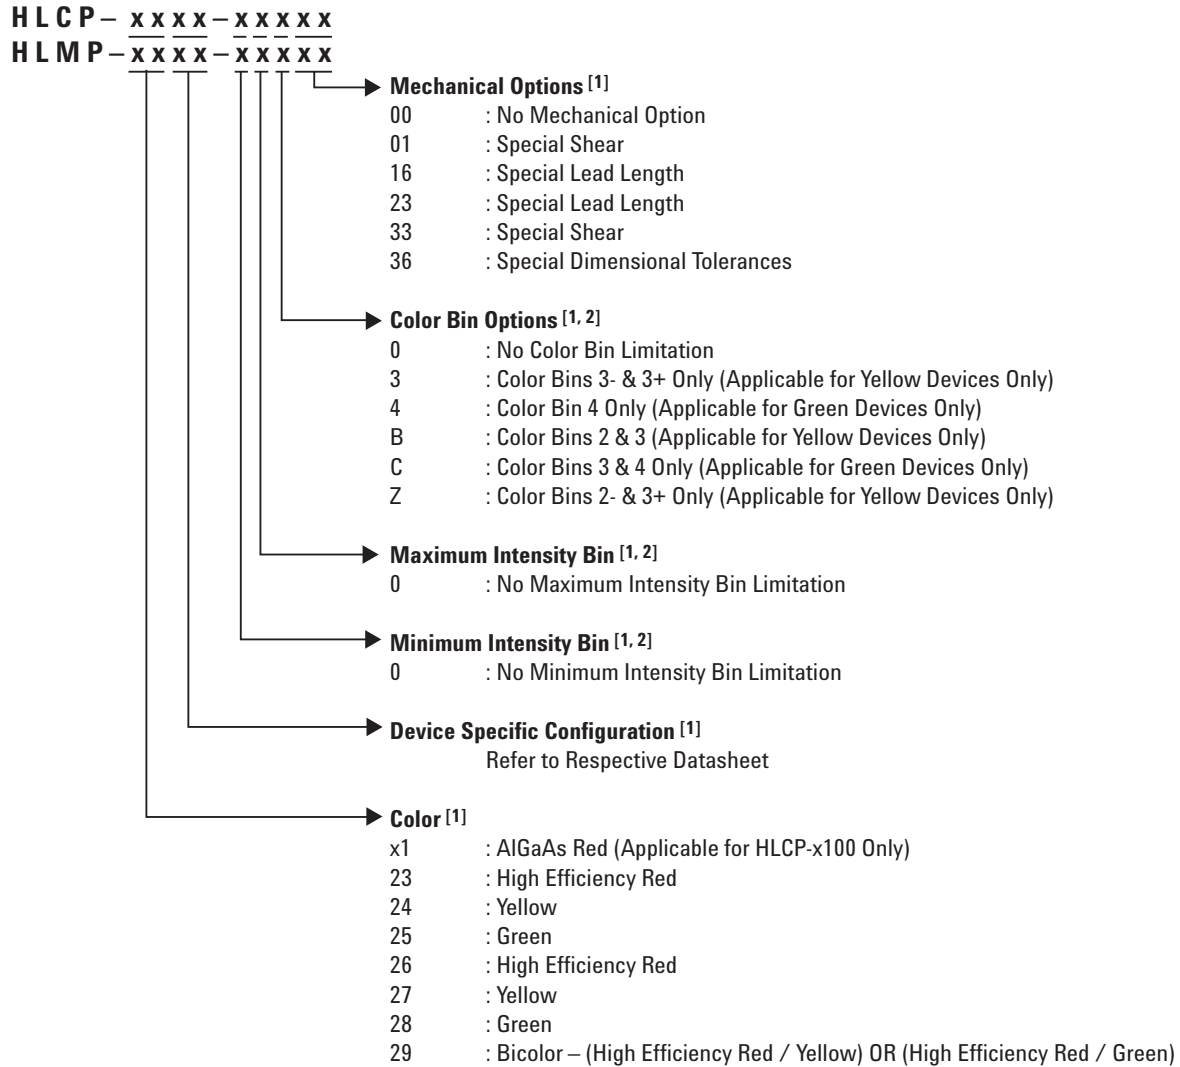 HLCP– xxxx–xxxxx
HLMP–xxxx–xxxxx
Mechanical Options [1]
00 : No Mechanical Option
01 : Special Shear
16 : Special Lead Length
23 : Special Lead Length
33 : Special Shear
36 : Special Dimensional Tolerances
Color Bin Options [1, 2]
0 : No Color Bin Limitation
3 : Color Bins 3- & 3+ Only (Applicable for Yellow Devices Only)
4 : Color Bin 4 Only (Applicable for Green Devices Only)
B : Color Bins 2 & 3 (Applicable for Yellow Devices Only)
C : Color Bins 3 & 4 Only (Applicable for Green Devices Only)
Z : Color Bins 2- & 3+ Only (Applicable for Yellow Devices Only)
Maximum Intensity Bin [1, 2]
0 : No Maximum Intensity Bin Limitation
Minimum Intensity Bin [1, 2]
0 : No Minimum Intensity Bin Limitation
Device Specific Configuration [1]
Refer to Respective Datasheet
Color [1]
x1 : AlGaAs Red (Applicable for HLCP-x100 Only)
23 : High Efficiency Red
24 : Yellow
25 : Green
26 : High Efficiency Red
27 : Yellow
28 : Green
29 : Bicolor – (High Efficiency Red / Yellow) OR (High Efficiency Red / Green)